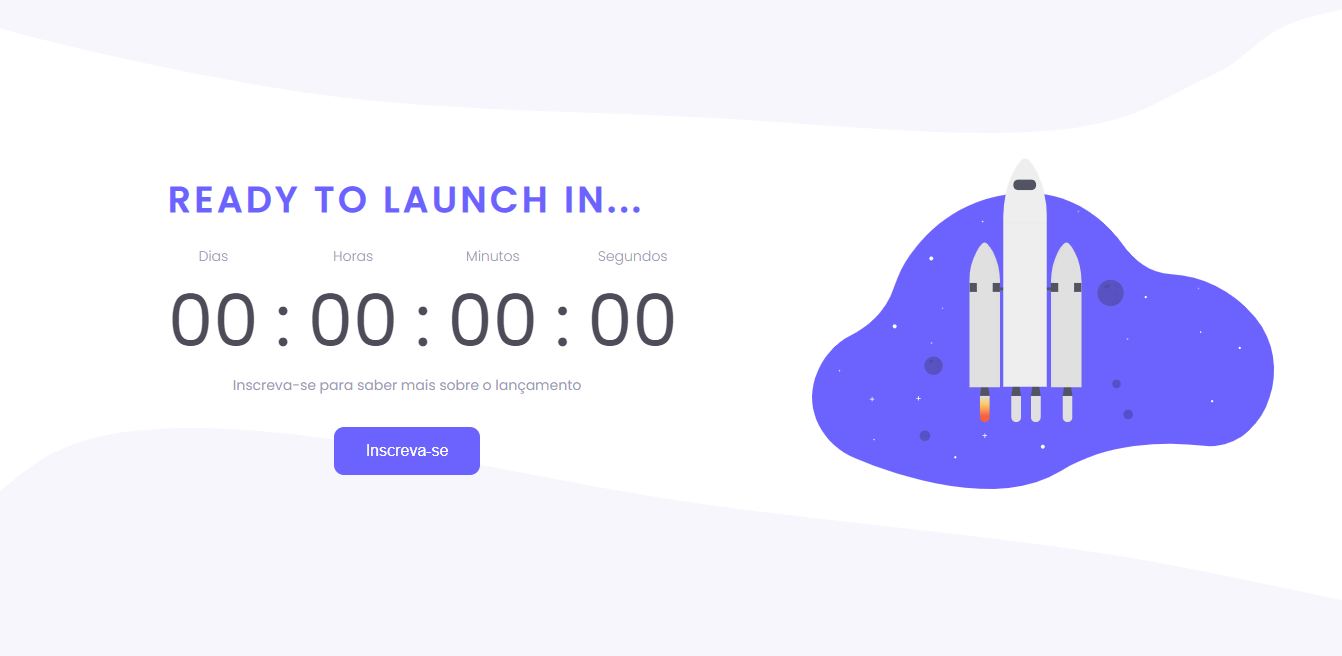 READY TO LAUNCH IN...
Dias Horas Minutos Segundos
00 : 00 : 00 : 00
Inscreva-se para saber mais sobre o lançamento
Inscreva-se